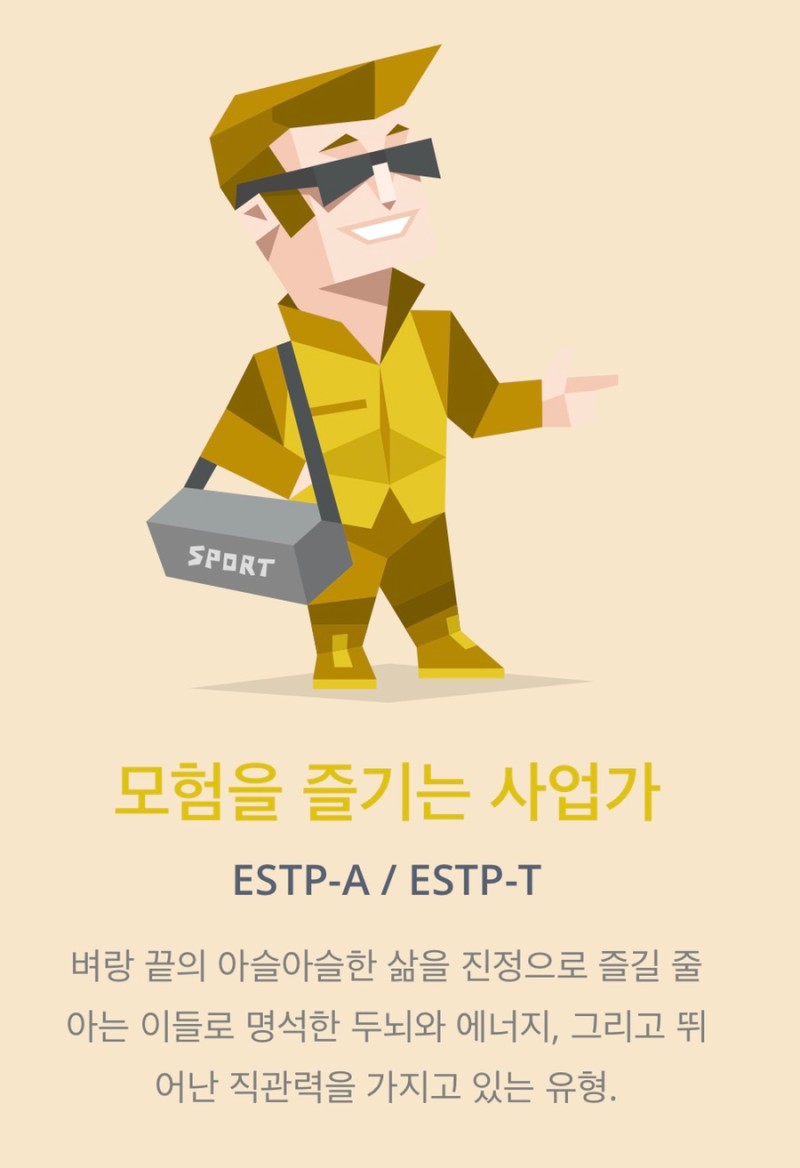 SPORT
모험을 즐기는 사업가
ESTP-A / ESTP-T
벼랑 끝의 아슬아슬한 삶을 진정으로 즐길 줄
아는 이들로 명석한 두뇌와 에너지, 그리고 뛰
어난 직관력을 가지고 있는 유형.